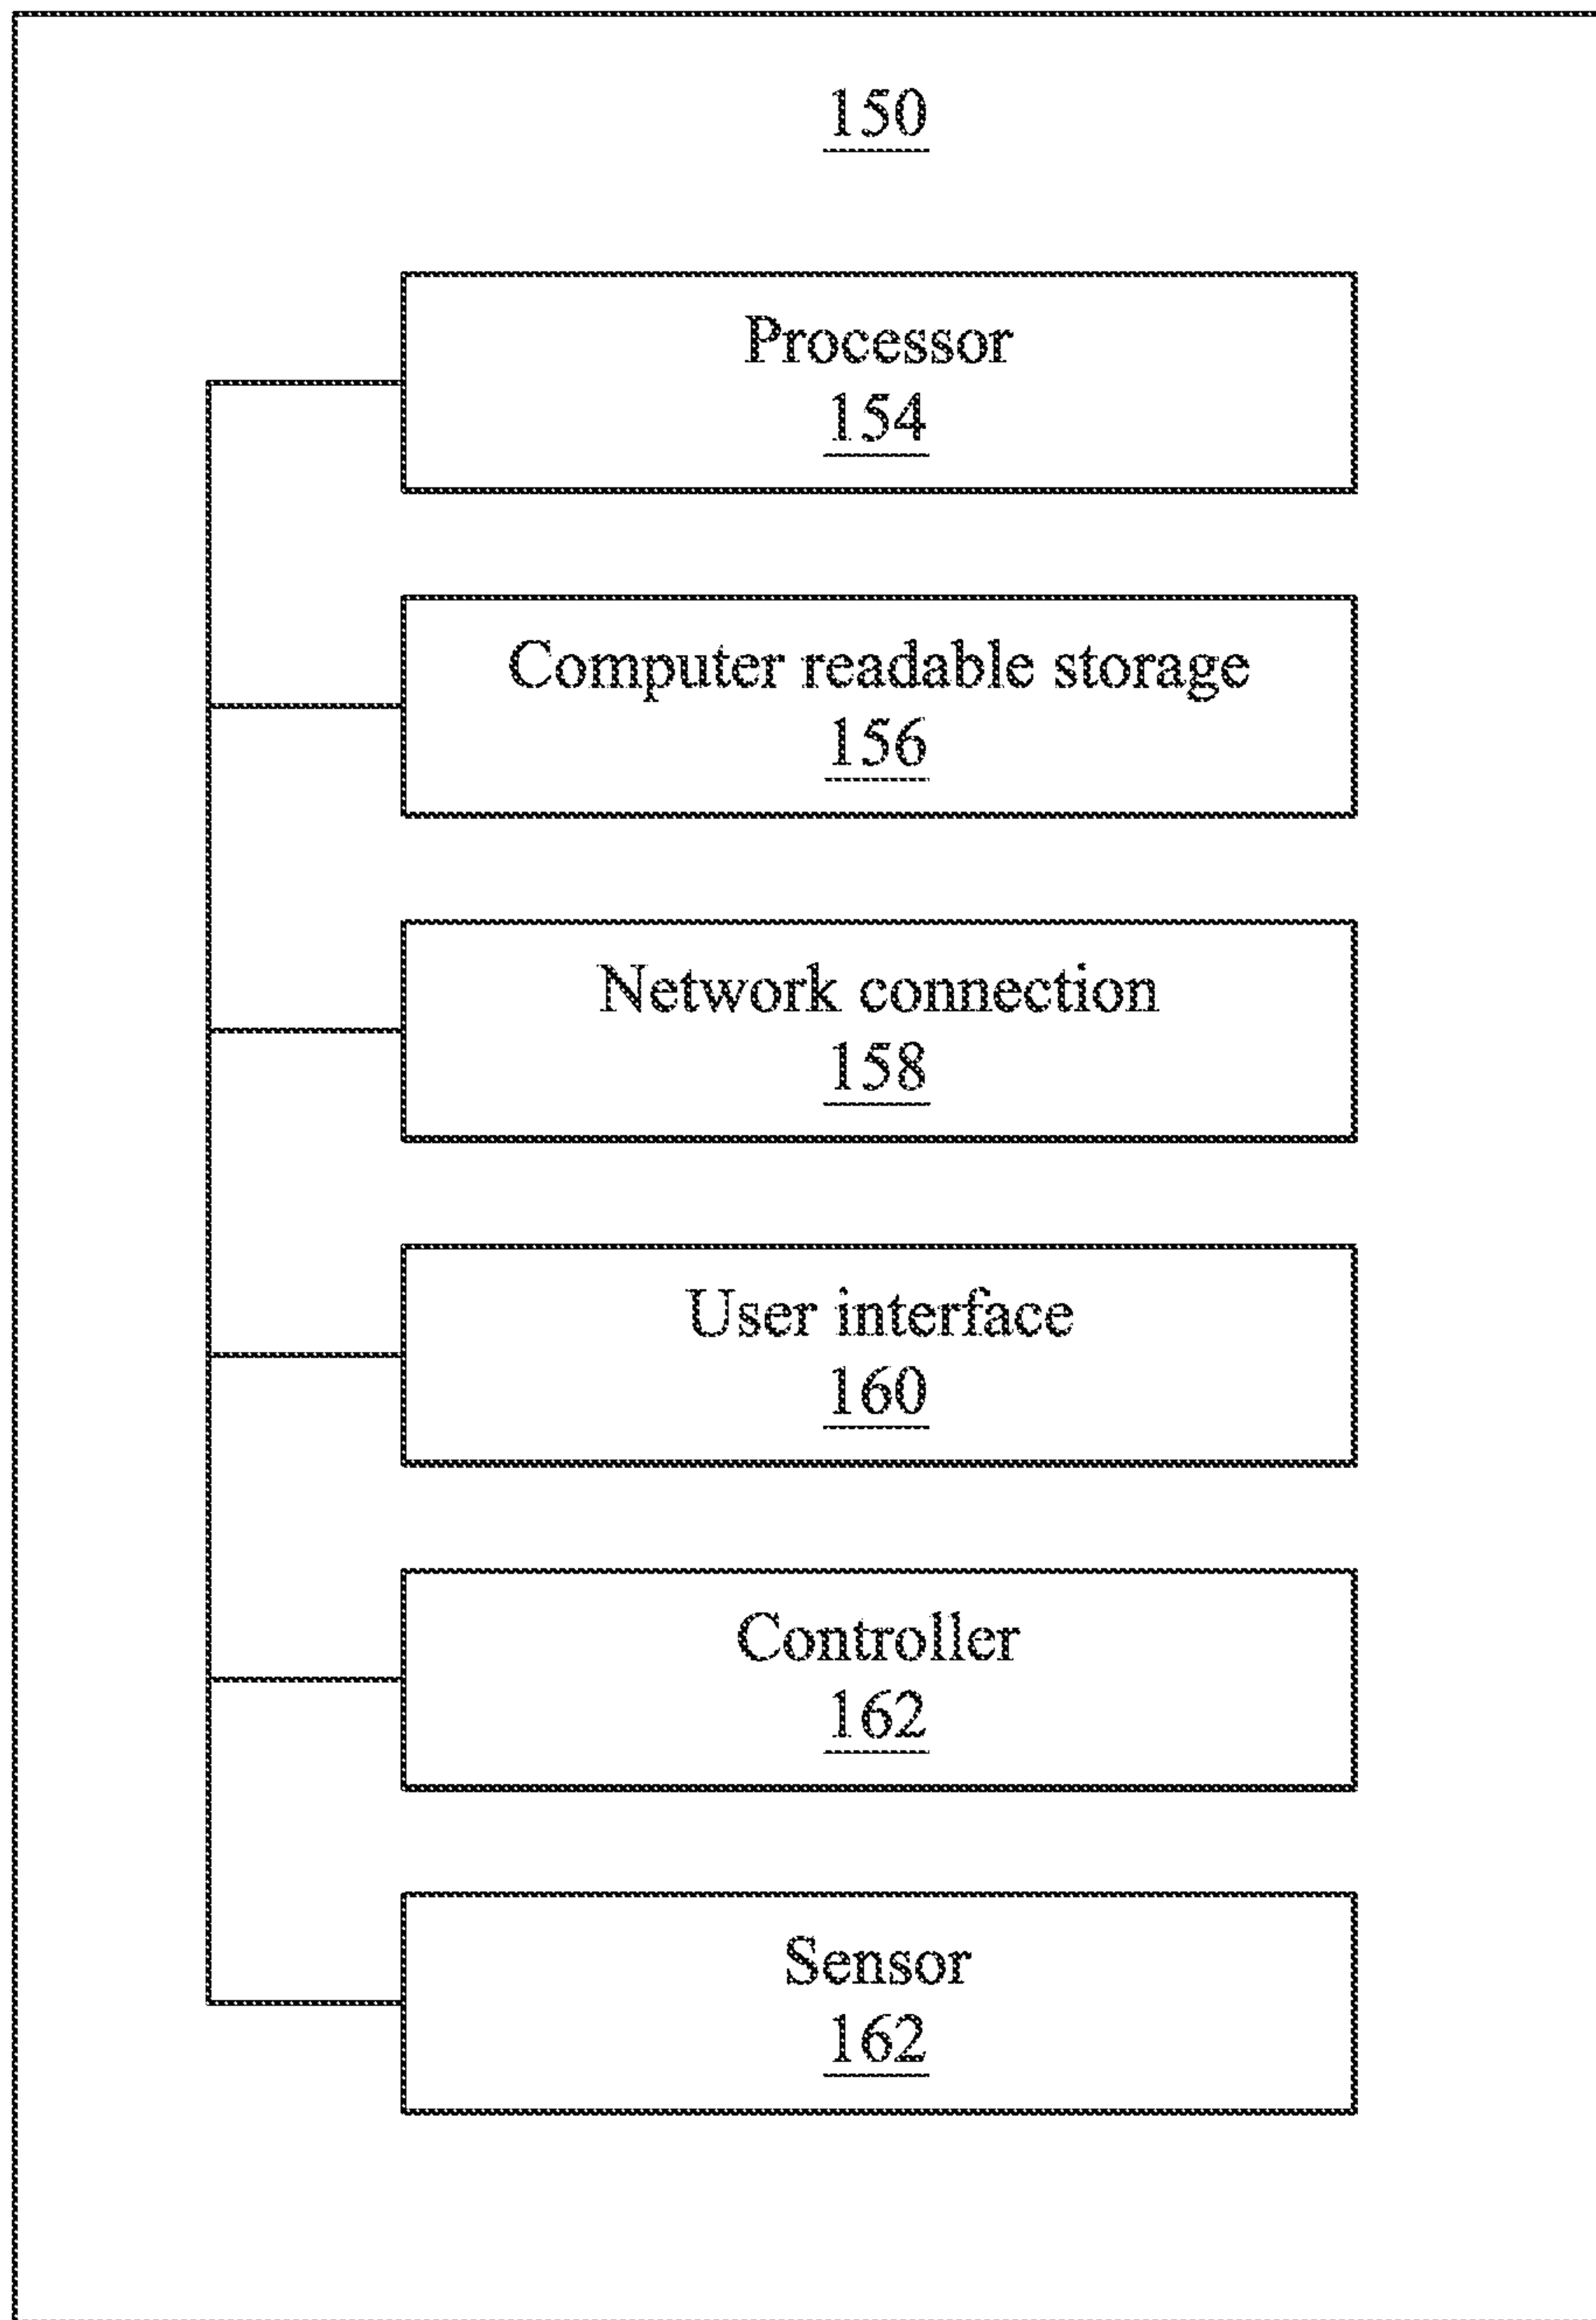 150
Processor
154
Computer readable storage
156
Network connection
158
User interface
160
Controller
162
Sensor
162